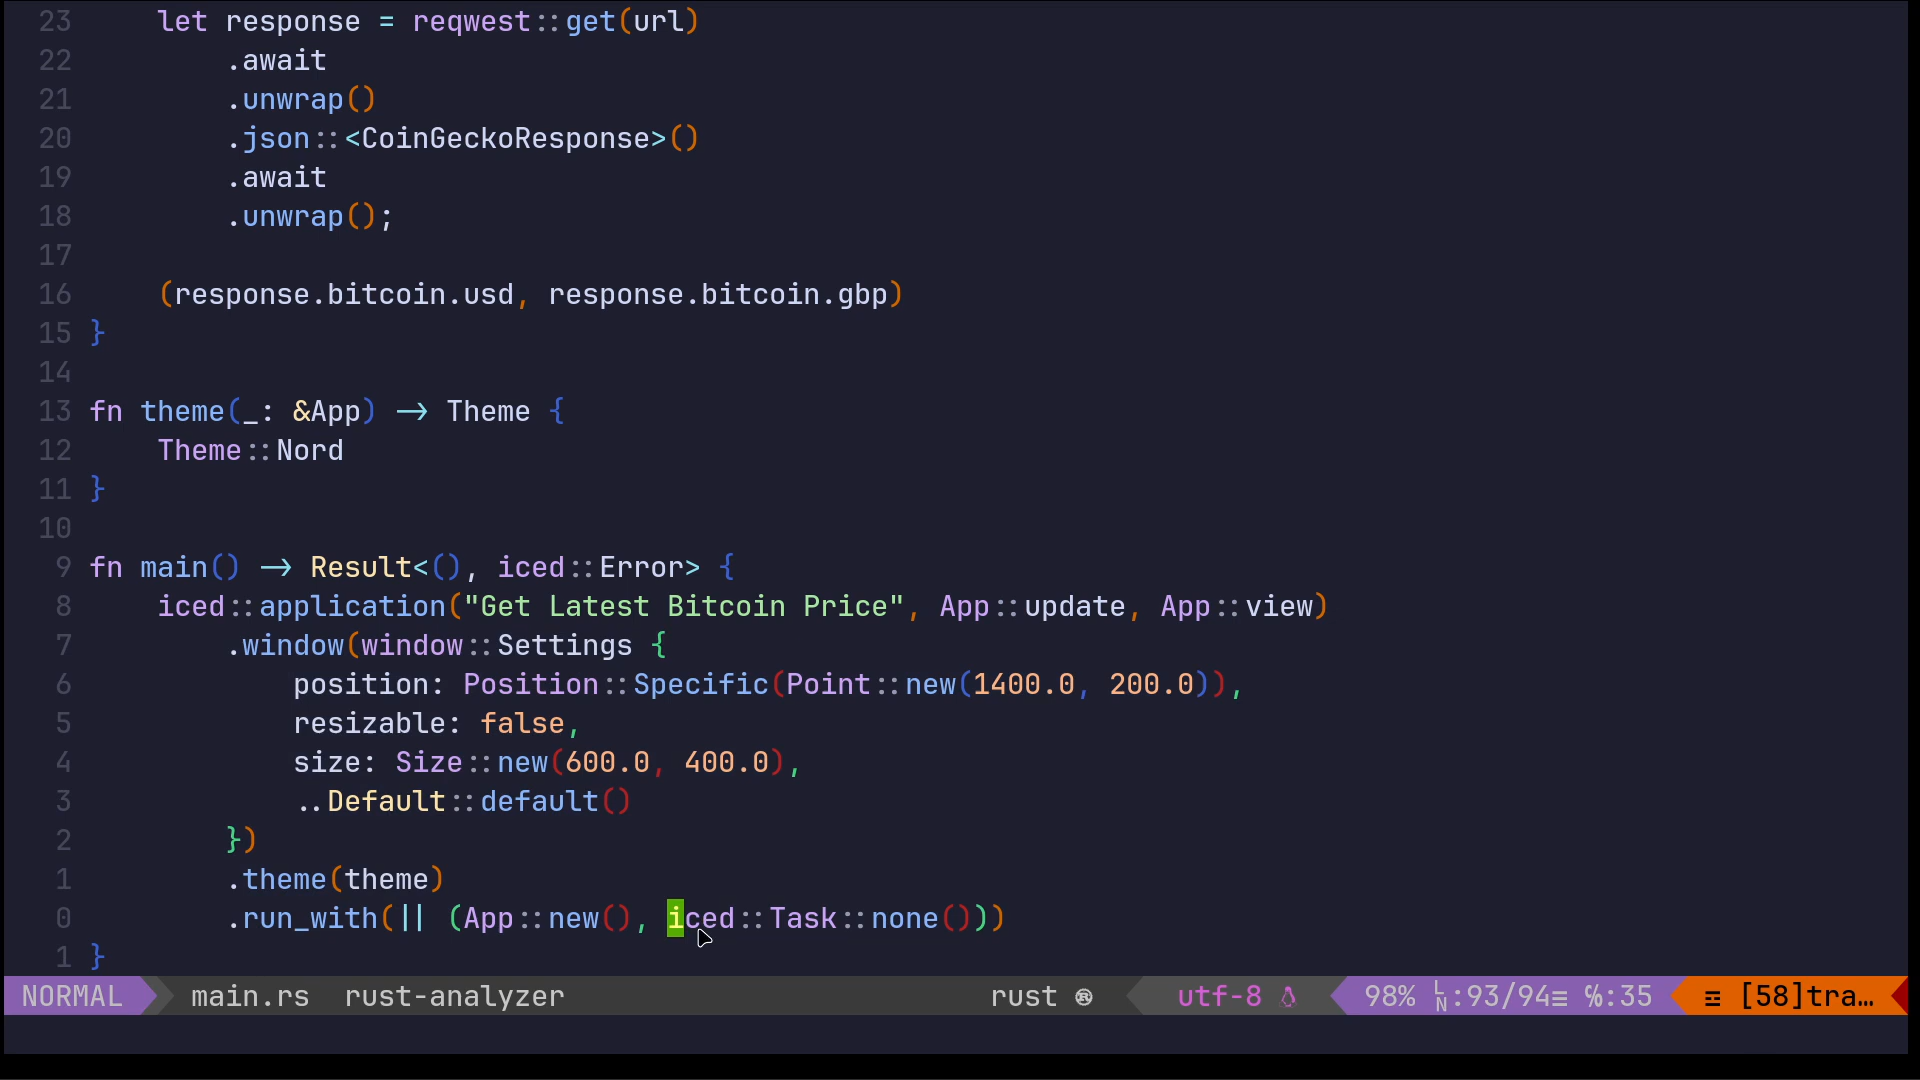 23     let response = reqwest::get(url)
22         .await
21         .unwrap()
20         .json::<CoinGeckoResponse>()
19         .await
18         .unwrap();
17
16     (response.bitcoin.usd, response.bitcoin.gbp)
15 }
14
13 fn theme(_: &App) -> Theme {
12     Theme::Nord
11 }
10
9 fn main() -> Result<(), iced::Error> {
8     iced::application("Get Latest Bitcoin Price", App::update, App::view)
7         .window(window::Settings {
6             position: Position::Specific(Point::new(1400.0, 200.0)),
5             resizable: false,
4             size: Size::new(600.0, 400.0),
3             ..Default::default()
2         })
1         .theme(theme)
0         .run_with(|| (App::new(), iced::Task::none()))
1 }
NORMAL main.rs rust-analyzer rust utf-8 98% LN:93/94≡ ℅:35 ☲ [58]tra…